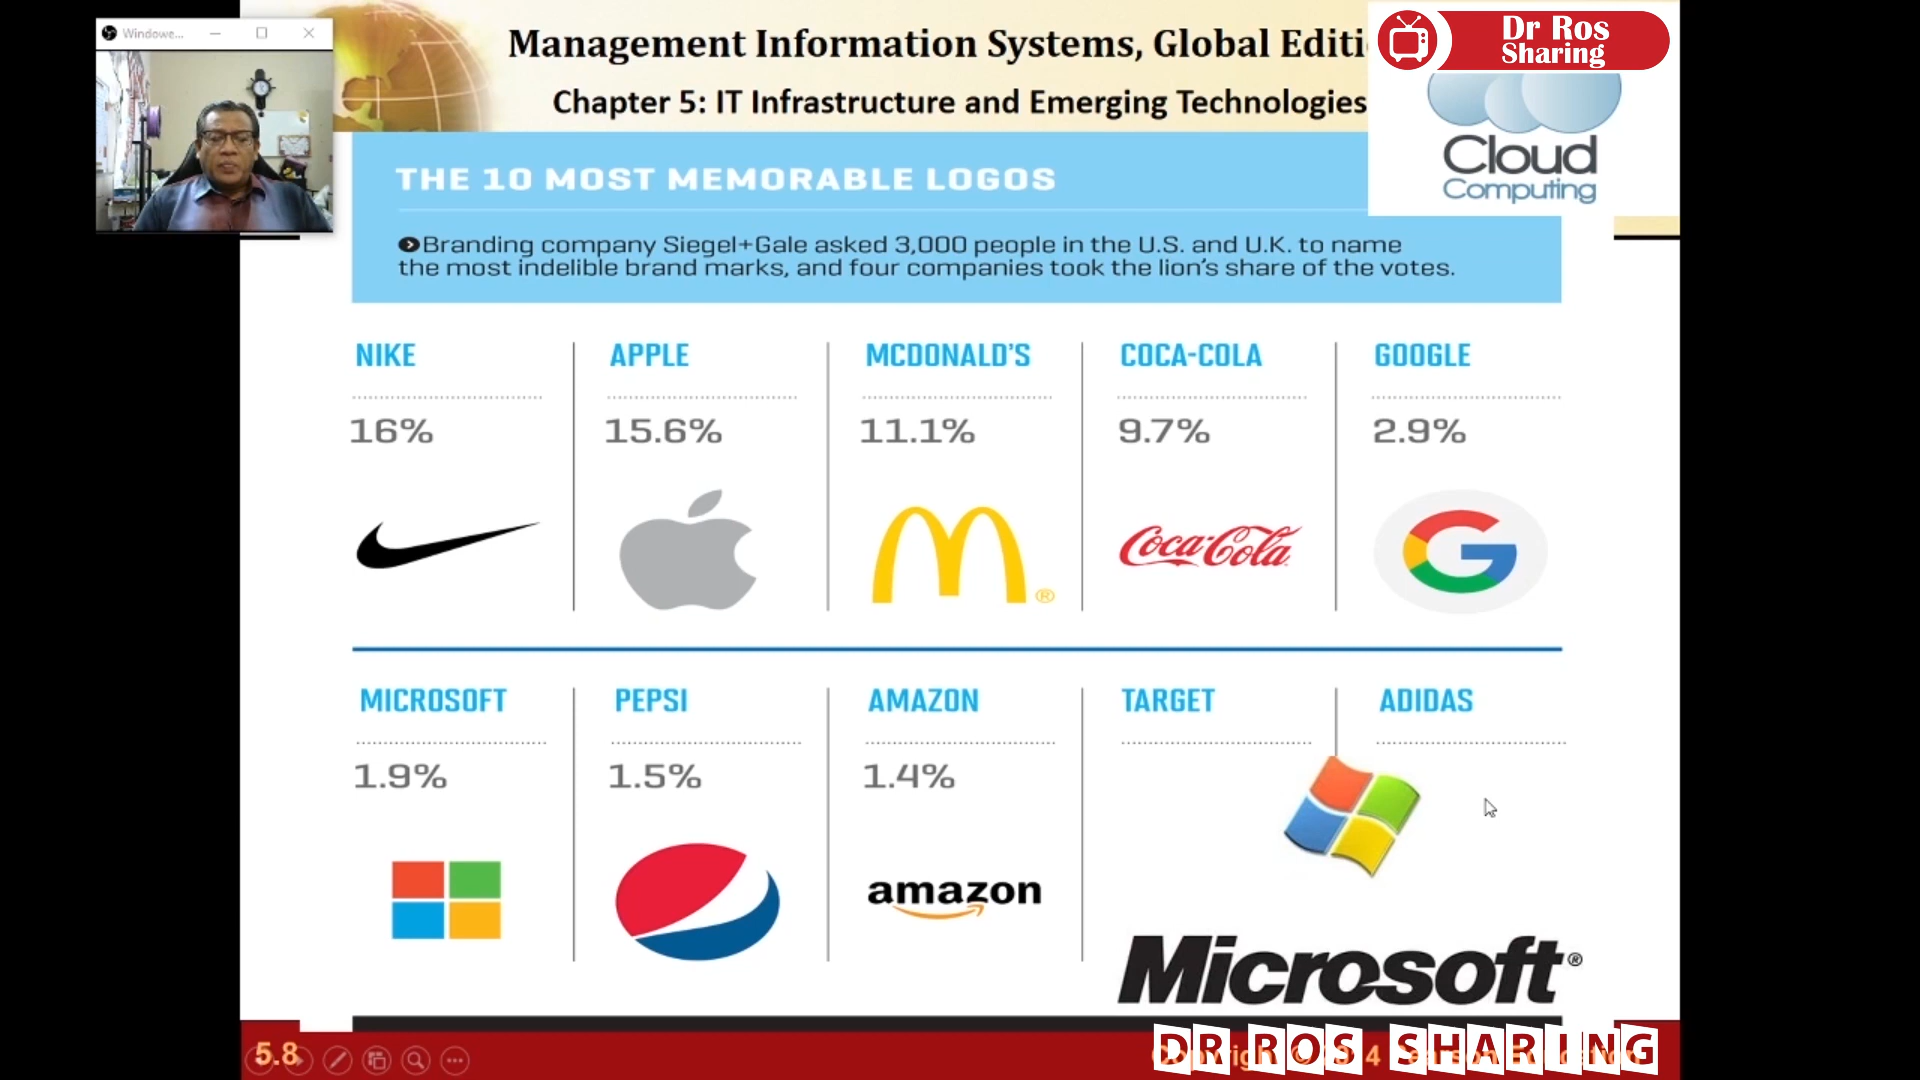 Windowe...
Management Information Systems, Global Editi
Dr Ros
Sharing
Chapter 5: IT Infrastructure and Emerging Technologies
Cloud
Computing
THE 10 MOST MEMORABLE LOGOS
Branding company Siegel+Gale asked 3,000 people in the U.S. and U.K. to name
the most indelible brand marks, and four companies took the lion's share of the votes.
NIKE
APPLE
MCDONALD'S
COCA-COLA
GOOGLE
16%
15.6%
11.1%
9.7%
2.9%
®
Coca-Cola
G
MICROSOFT
PEPSI
AMAZON
TARGET
ADIDAS
1.9%
1.5%
1.4%
amazon
Microsoft®
5.8
DR ROS SHARING